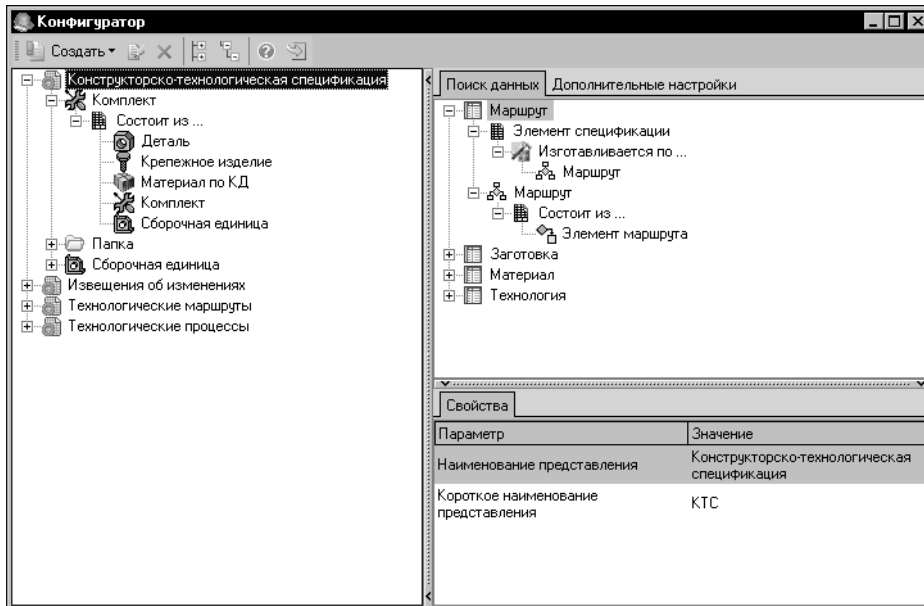 Конфигуратор
Создать
Конструкторско-технологическая спецификация
Комплект
Состоит из ...
Деталь
Крепежное изделие
Материал по КД
Комплект
Сборочная единица
Папка
Сборочная единица
Извещения об изменениях
Технологические маршруты
Технологические процессы
Поиск данных
Дополнительные настройки
Маршрут
Элемент спецификации
Изготавливается по ...
Маршрут
Маршрут
Состоит из ...
Элемент маршрута
Заготовка
Материал
Технология
Свойства
Параметр
Значение
Наименование представления
Конструкторско-технологическая
спецификация
Короткое наименование
представления
КТС